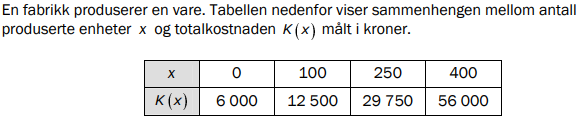 En fabrikk produserer en vare. Tabellen nedenfor viser sammenhengen mellom antall
produserte enheter x og totalkostnaden K(x) målt i kroner.
x 0 100 250 400
K(x) 6 000 12 500 29 750 56 000